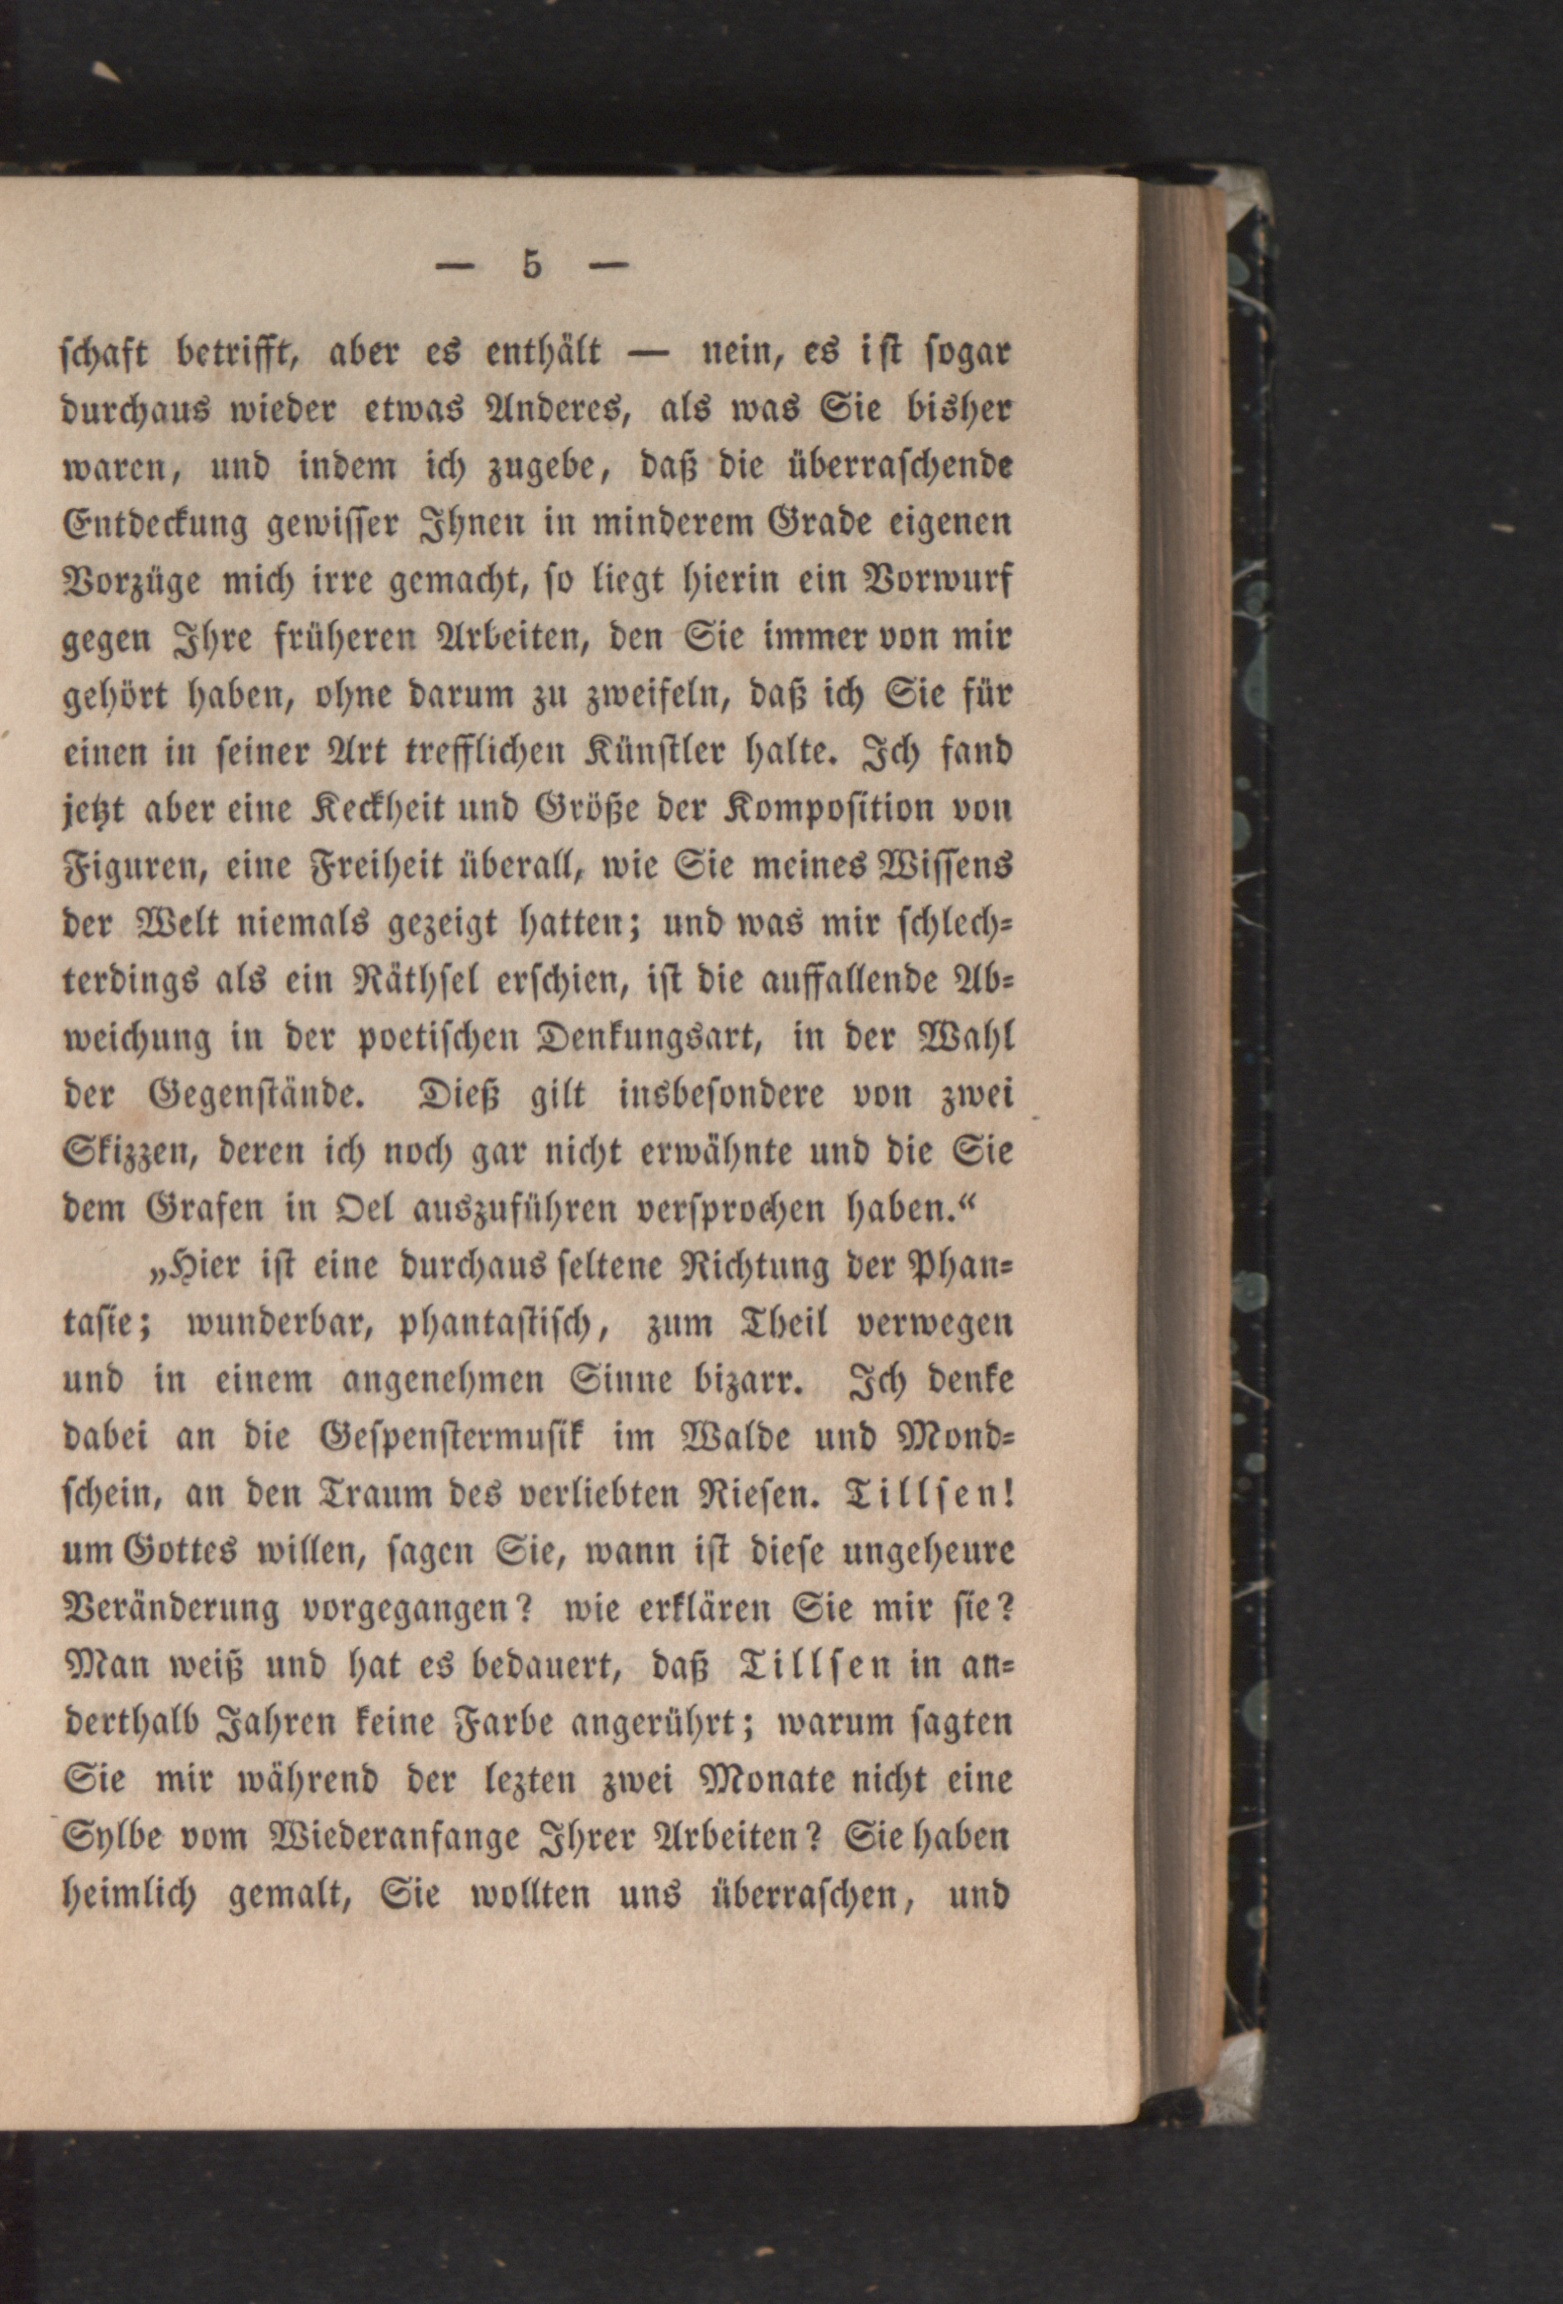 — 5 —
schaft betrifft, aber es enthält — nein, es ist sogar
durchaus wieder etwas Anderes, als was Sie bisher
waren, und indem ich zugebe, daß die überraschende
Entdeckung gewisser Ihnen in minderem Grade eigenen
Vorzüge mich irre gemacht, so liegt hierin ein Vorwurf
gegen Ihre früheren Arbeiten, den Sie immer von mir
gehört haben, ohne darum zu zweifeln, daß ich Sie für
einen in seiner Art trefflichen Künstler halte. Ich fand
jetzt aber eine Keckheit und Größe der Komposition von
Figuren, eine Freiheit überall, wie Sie meines Wissens
der Welt niemals gezeigt hatten; und was mir schlech-
terdings als ein Räthsel erschien, ist die auffallende Ab-
weichung in der poetischen Denkungsart, in der Wahl
der Gegenstände. Dieß gilt insbesondere von zwei
Skizzen, deren ich noch gar nicht erwähnte und die Sie
dem Grafen in Oel auszuführen versprochen haben.“
„Hier ist eine durchaus seltene Richtung der Phan-
tasie; wunderbar, phantastisch, zum Theil verwegen
und in einem angenehmen Sinne bizarr. Ich denke
dabei an die Gespenstermusik im Walde und Mond-
schein, an den Traum des verliebten Riesen. Tillsen!
um Gottes willen, sagen Sie, wann ist diese ungeheure
Veränderung vorgegangen? wie erklären Sie mir sie?
Man weiß und hat es bedauert, daß Tillsen in an-
derthalb Jahren keine Farbe angerührt; warum sagten
Sie mir während der lezten zwei Monate nicht eine
Sylbe vom Wiederanfange Ihrer Arbeiten? Sie haben
heimlich gemalt, Sie wollten uns überraschen, und